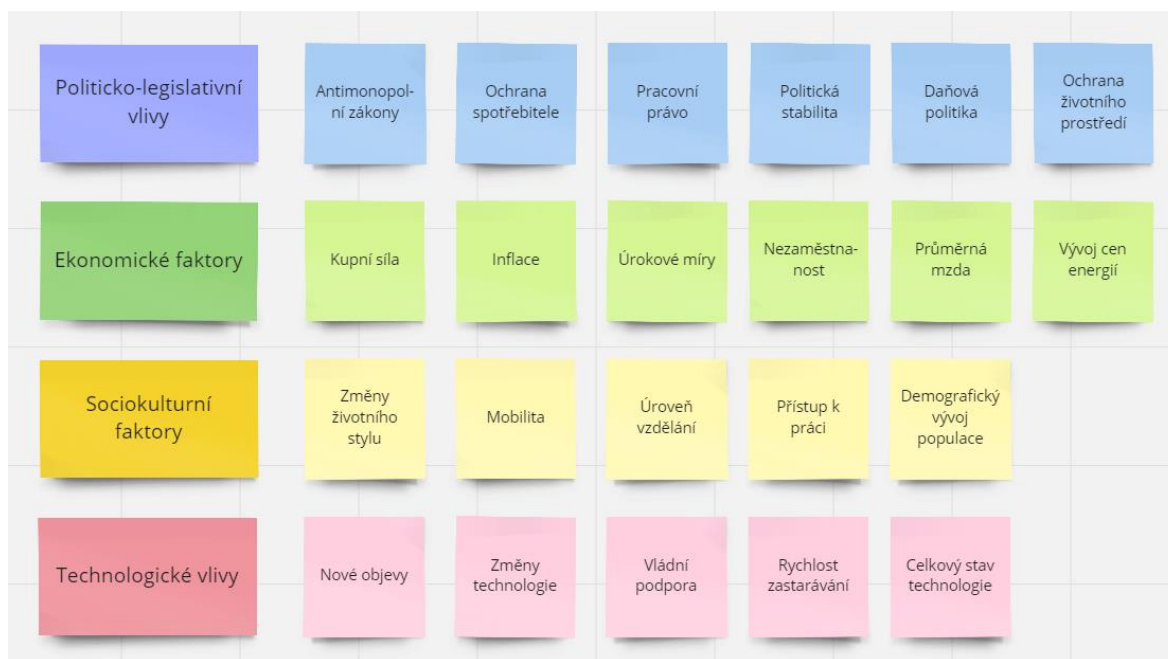 Politicko-legislativní
vlivy
Antimonopol-
ní zákony
Ochrana
spotřebitele
Pracovní
právo
Politická
stabilita
Daňová
politika
Ochrana
životního
prostředí
Ekonomické faktory
Kupní síla
Inflace
Úrokové míry
Nezaměstna-
nost
Průměrná
mzda
Vývoj cen
energií
Sociokulturní
faktory
Změny
životního
stylu
Mobilita
Úroveň
vzdělání
Přístup k
práci
Demografický
vývoj
populace
Technologické vlivy
Nové objevy
Změny
technologie
Vládní
podpora
Rychlost
zastarávání
Celkový stav
technologie